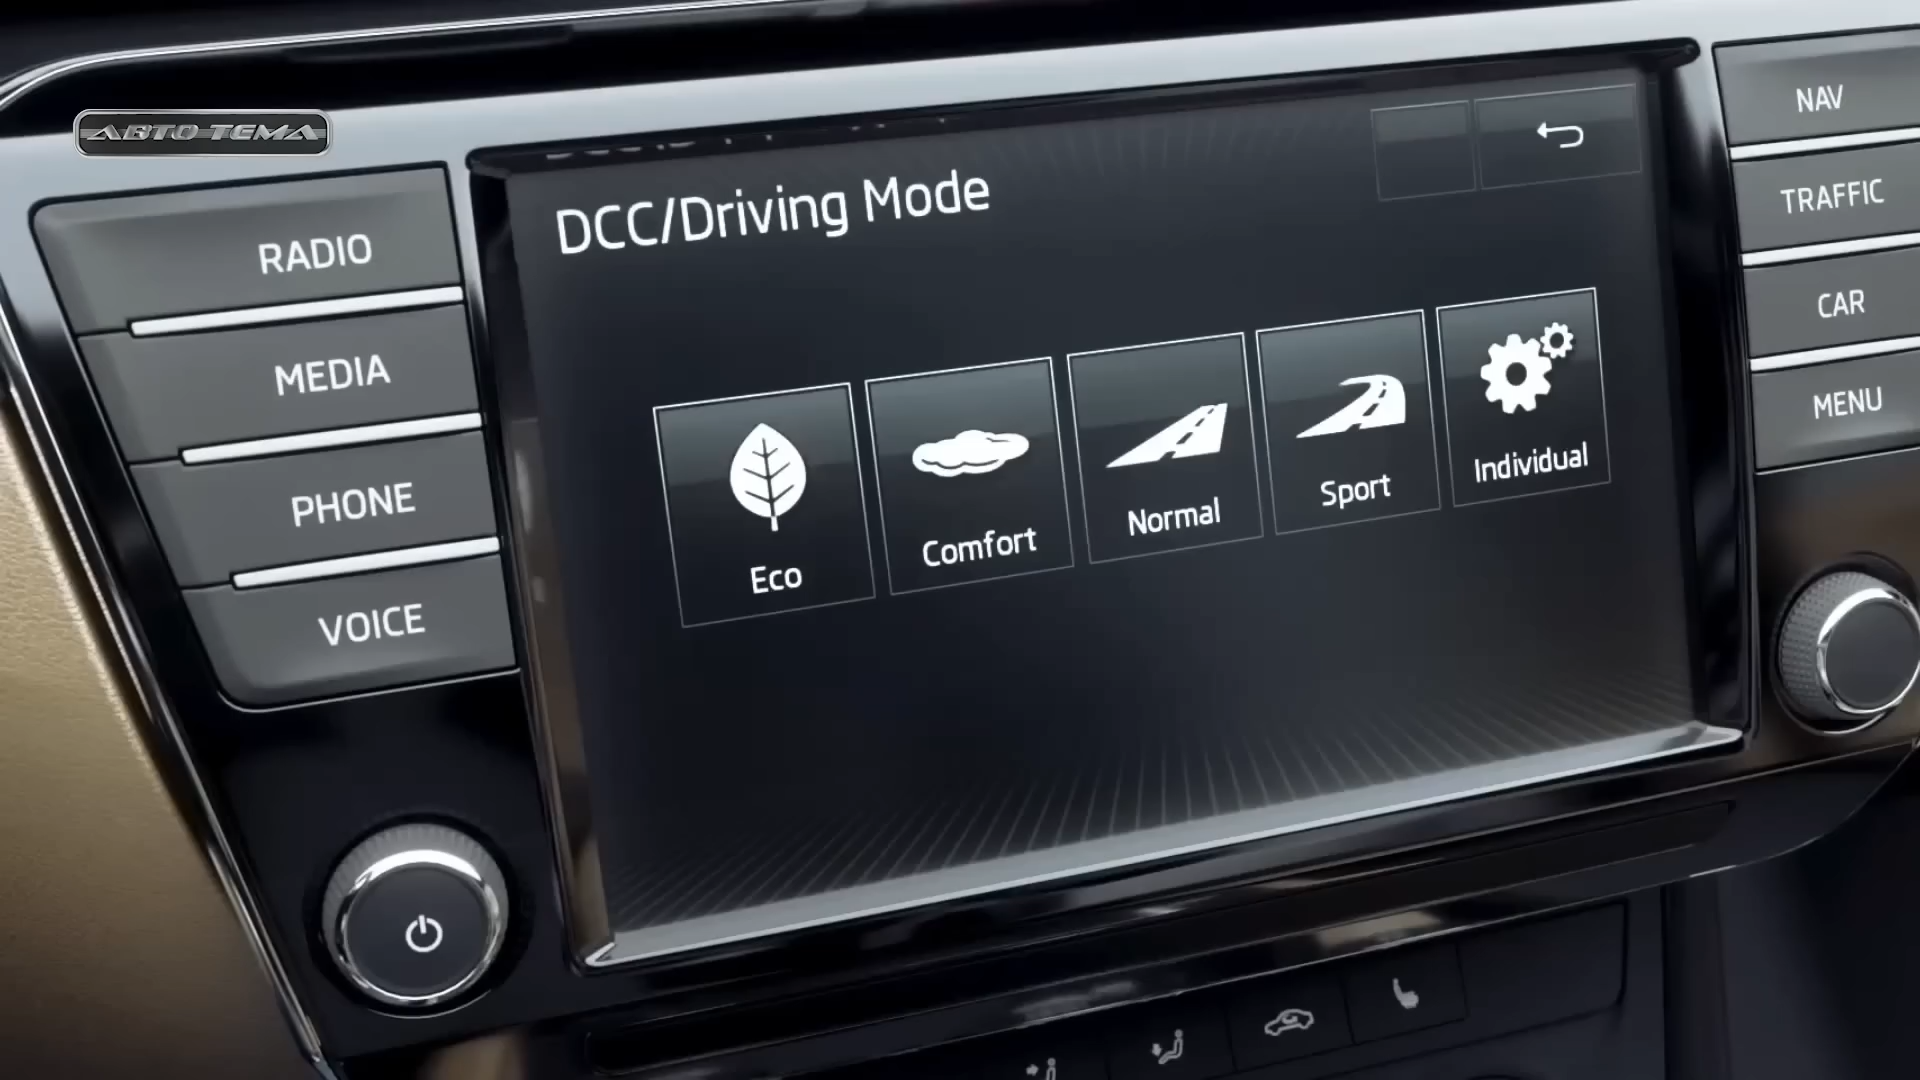 АВТО ТЕМА
DCC/Driving Mode
RADIO
MEDIA
PHONE
VOICE
Eco
Comfort
Normal
Sport
Individual
NAV
TRAFFIC
CAR
MENU